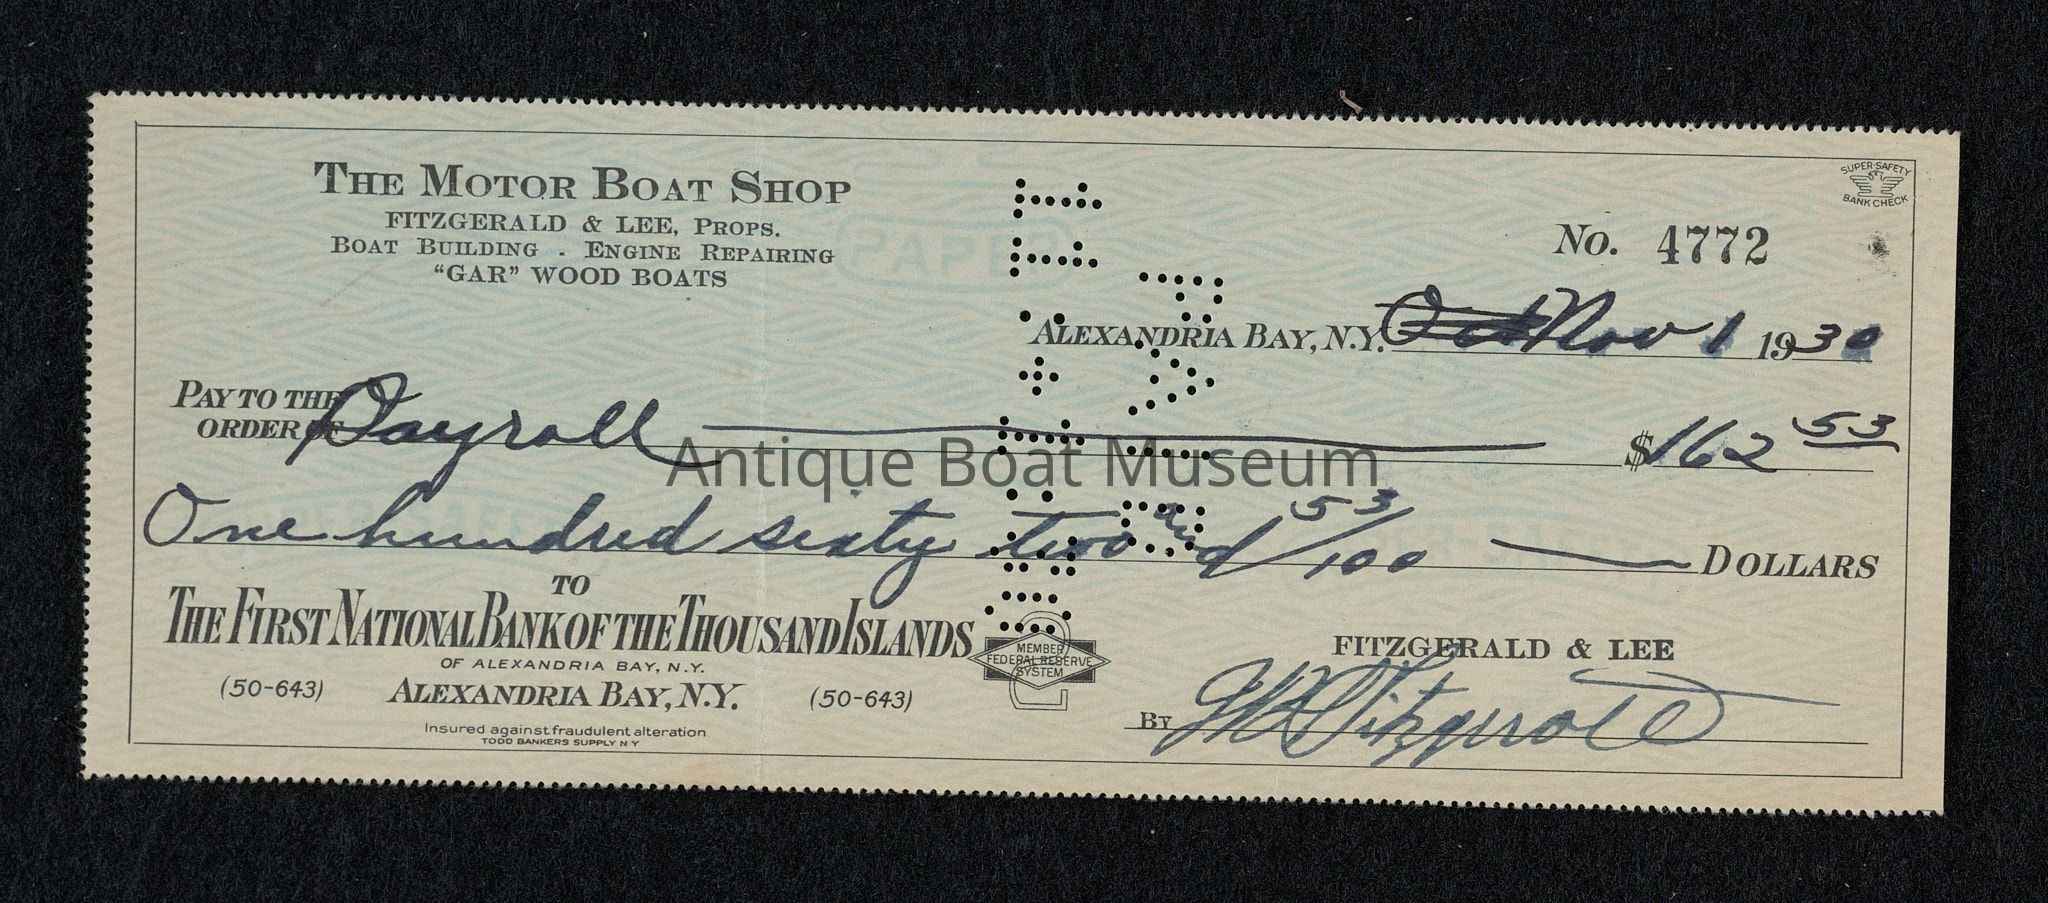 THE MOTOR BOAT SHOP
FITZGERALD & LEE, PROPS.
BOAT BUILDING - ENGINE REPAIRING
"GAR" WOOD BOATS
SUPER-SAFETY
BANK CHECK
No. 4772
ALEXANDRIA BAY, N.Y. Oct Nov 1 1930
PAY TO THE
ORDER OF Payroll $162 53
Antique Boat Museum
One hundred sixty two and 53/100 DOLLARS
TO
THE FIRST NATIONAL BANK OF THE THOUSAND ISLANDS
OF ALEXANDRIA BAY, N.Y.
(50-643) ALEXANDRIA BAY, N.Y. (50-643)
MEMBER
FEDERAL RESERVE
SYSTEM
Insured against fraudulent alteration
TODD BANKERS SUPPLY N Y
FITZGERALD & LEE
BY Fitzgerald